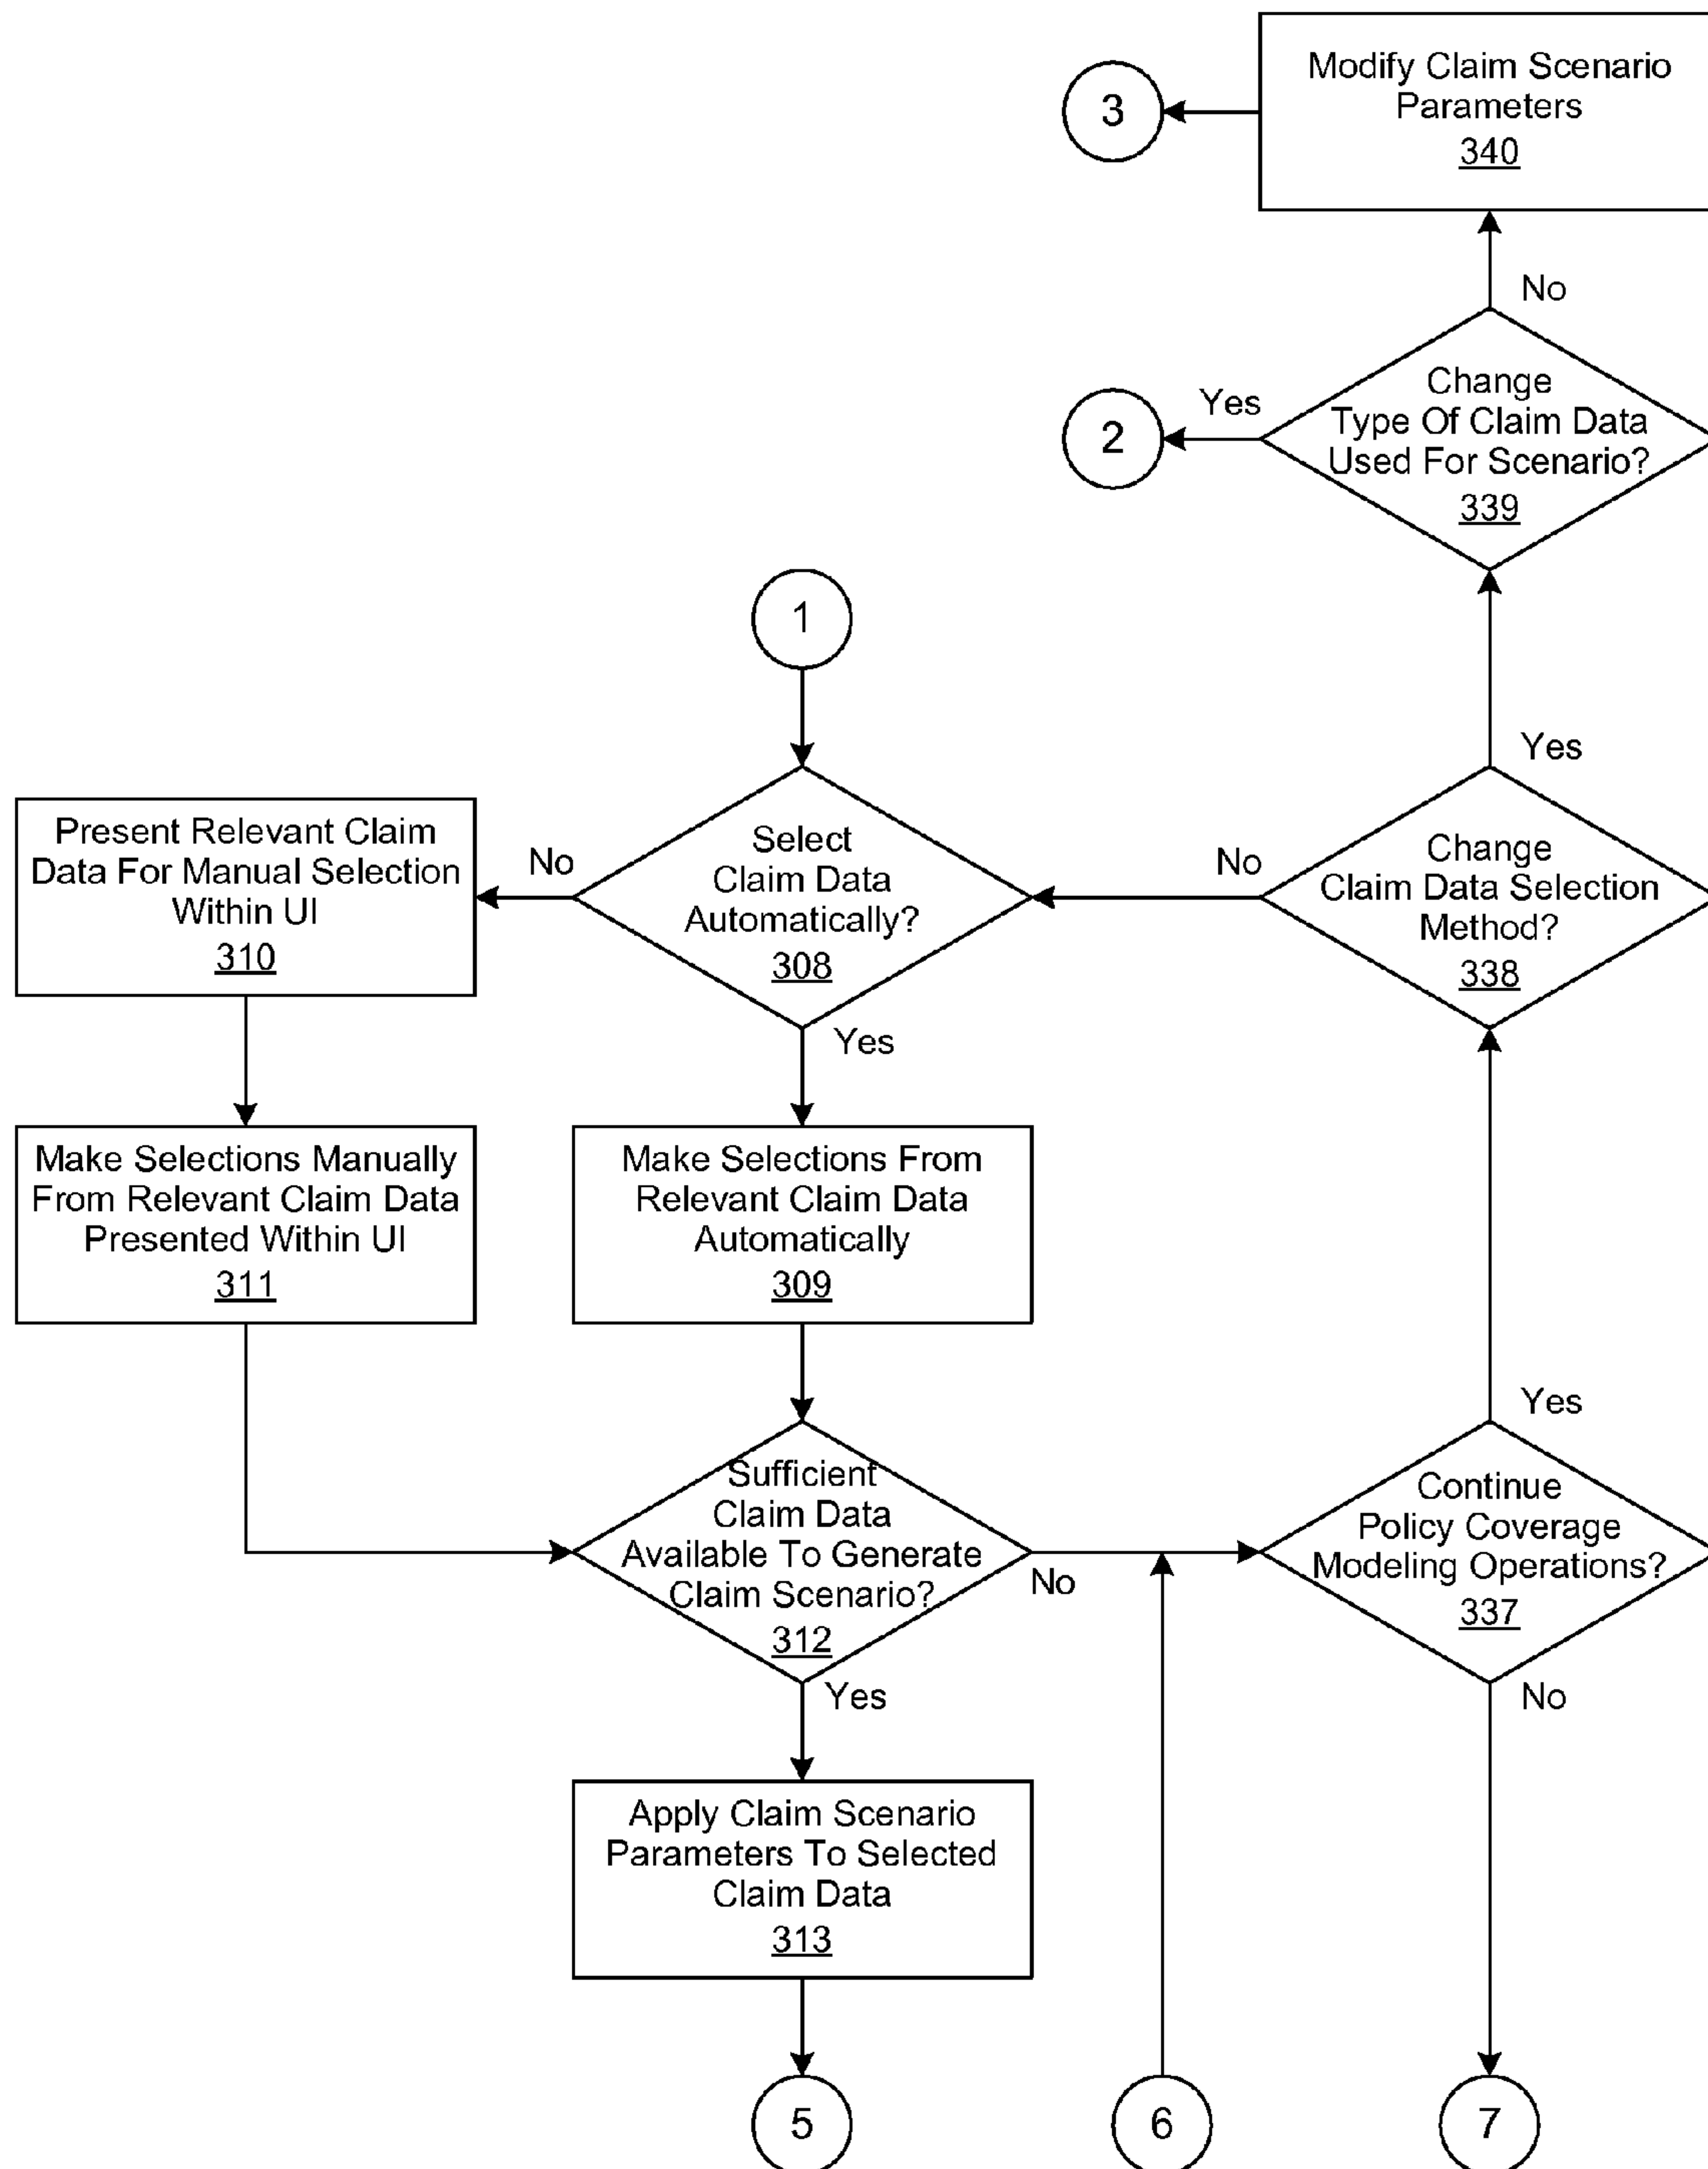 Modify Claim Scenario
Parameters
340
3
No
Change
Type Of Claim Data
Used For Scenario?
339
Yes
2
1
Yes
Select
Claim Data
Automatically?
308
No
Yes
Change
Claim Data Selection
Method?
338
No
Present Relevant Claim
Data For Manual Selection
Within UI
310
Make Selections Manually
From Relevant Claim Data
Presented Within UI
311
Make Selections From
Relevant Claim Data
Automatically
309
Yes
Sufficient
Claim Data
Available To Generate
Claim Scenario?
312
No
Yes
Continue
Policy Coverage
Modeling Operations?
337
No
Apply Claim Scenario
Parameters To Selected
Claim Data
313
5
6
7